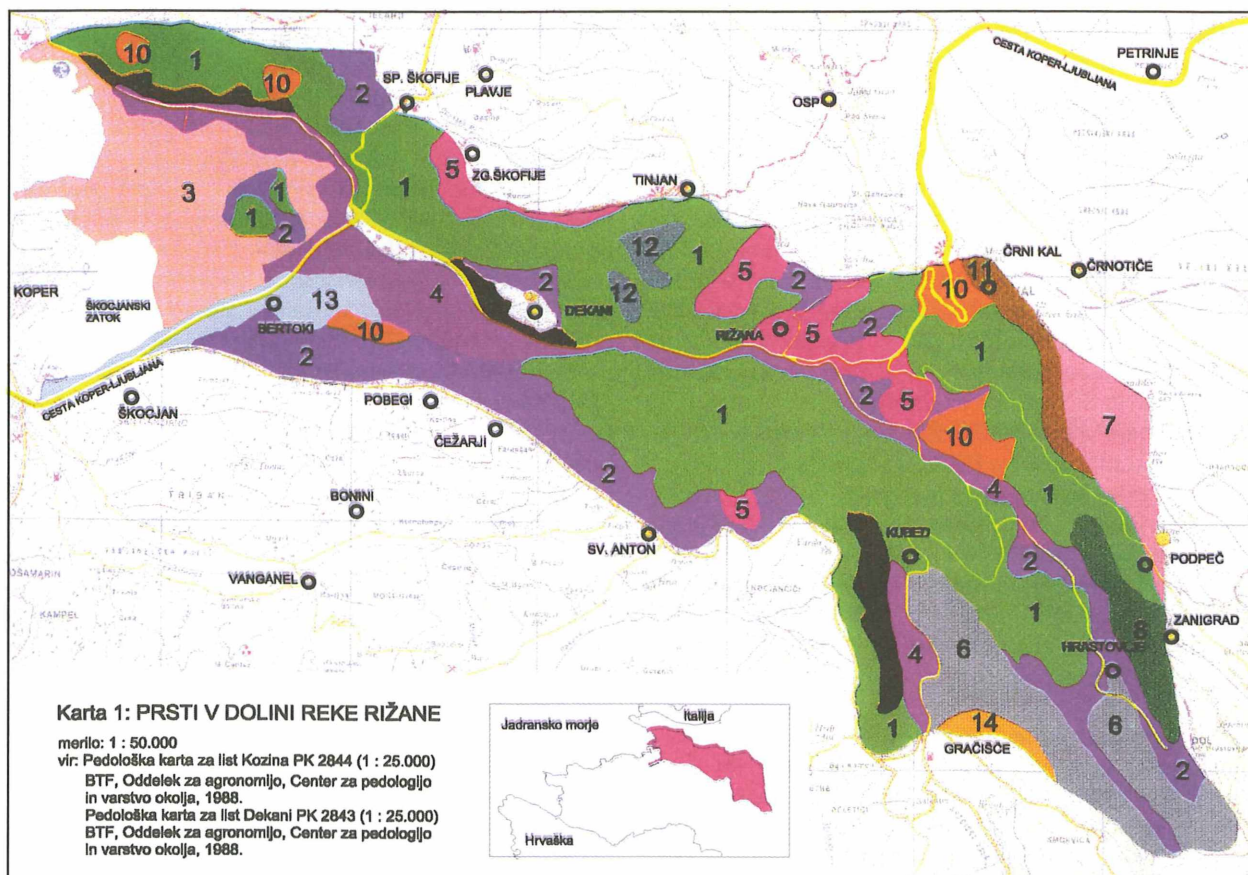 CESTA KOPER-LJUBLJANA
PETRINJE
10
1
10
2
SP. ŠKOFIJE
PLAVJE
OSP
3
1
1
2
1
5
ZG.ŠKOFIJE
TINJAN
12
12
1
5
2
11
ČRNI KAL
10
ČRNOTIČE
KOPER
ŠKOCJANSKI
ZATOK
13
BERTOKI
10
2
4
2
DEKANI
RIŽANA
5
2
1
CESTA KOPER-LJUBLJANA
ŠKOCJAN
POBEGI
ČEŽARJI
1
2
5
10
7
BONINI
2
5
4
1
SV. ANTON
KUBED
2
PODPEČ
VANGANEL
KAMPEL
4
6
1
8
ZANIGRAD
HRASTOVLJE
6
1
14
GRAČIŠČE
2
Karta 1: PRSTI V DOLINI REKE RIŽANE
merilo: 1 : 50.000
vir: Pedološka karta za list Kozina PK 2844 (1 : 25.000)
BTF, Oddelek za agronomijo, Center za pedologijo
in varstvo okolja, 1988.
Pedološka karta za list Dekani PK 2843 (1 : 25.000)
BTF, Oddelek za agronomijo, Center za pedologijo
in varstvo okolja, 1988.
Jadransko morje
Italija
Hrvaška